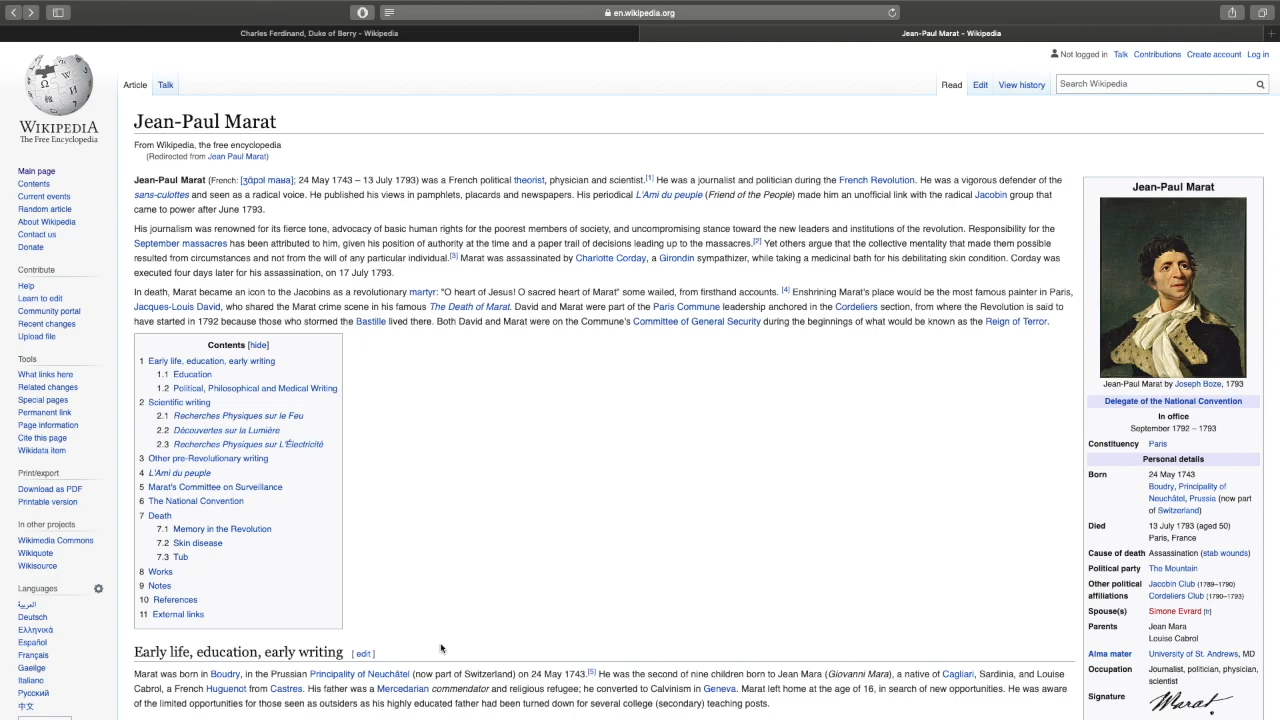 en.wikipedia.org
Charles Ferdinand, Duke of Berry - Wikipedia
Jean-Paul Marat - Wikipedia
Not logged in Talk Contributions Create account Log in
Article Talk Read Edit View history Search Wikipedia
WIKIPEDIA
The Free Encyclopedia
Main page
Contents
Current events
Random article
About Wikipedia
Contact us
Donate
Contribute
Help
Learn to edit
Community portal
Recent changes
Upload file
Tools
What links here
Related changes
Special pages
Permanent link
Page information
Cite this page
Wikidata item
Print/export
Download as PDF
Printable version
In other projects
Wikimedia Commons
Wikiquote
Wikisource
Languages
العربية
Deutsch
Ελληνικά
Español
Français
Gaeilge
Italiano
Русский
中文
Jean-Paul Marat
From Wikipedia, the free encyclopedia
(Redirected from Jean Paul Marat)
Jean-Paul Marat (French: [ʒɑ̃pɔl maʁa]; 24 May 1743 – 13 July 1793) was a French political theorist, physician and scientist.[1] He was a journalist and politician during the French Revolution. He was a vigorous defender of the
sans-culottes and seen as a radical voice. He published his views in pamphlets, placards and newspapers. His periodical L'Ami du peuple (Friend of the People) made him an unofficial link with the radical Jacobin group that
came to power after June 1793.
His journalism was renowned for its fierce tone, advocacy of basic human rights for the poorest members of society, and uncompromising stance toward the new leaders and institutions of the revolution. Responsibility for the
September massacres has been attributed to him, given his position of authority at the time and a paper trail of decisions leading up to the massacres.[2] Yet others argue that the collective mentality that made them possible
resulted from circumstances and not from the will of any particular individual.[3] Marat was assassinated by Charlotte Corday, a Girondin sympathizer, while taking a medicinal bath for his debilitating skin condition. Corday was
executed four days later for his assassination, on 17 July 1793.
In death, Marat became an icon to the Jacobins as a revolutionary martyr: "O heart of Jesus! O sacred heart of Marat" some wailed, from firsthand accounts. [4] Enshrining Marat's place would be the most famous painter in Paris,
Jacques-Louis David, who shared the Marat crime scene in his famous The Death of Marat. David and Marat were part of the Paris Commune leadership anchored in the Cordeliers section, from where the Revolution is said to
have started in 1792 because those who stormed the Bastille lived there. Both David and Marat were on the Commune's Committee of General Security during the beginnings of what would be known as the Reign of Terror.
Contents [hide]
1 Early life, education, early writing
1.1 Education
1.2 Political, Philosophical and Medical Writing
2 Scientific writing
2.1 Recherches Physiques sur le Feu
2.2 Découvertes sur la Lumière
2.3 Recherches Physiques sur L'Électricité
3 Other pre-Revolutionary writing
4 L'Ami du peuple
5 Marat's Committee on Surveillance
6 The National Convention
7 Death
7.1 Memory in the Revolution
7.2 Skin disease
7.3 Tub
8 Works
9 Notes
10 References
11 External links
Early life, education, early writing [ edit ]
Marat was born in Boudry, in the Prussian Principality of Neuchâtel (now part of Switzerland) on 24 May 1743.[5] He was the second of nine children born to Jean Mara (Giovanni Mara), a native of Cagliari, Sardinia, and Louise
Cabrol, a French Huguenot from Castres. His father was a Mercedarian commendator and religious refugee; he converted to Calvinism in Geneva. Marat left home at the age of 16, in search of new opportunities. He was aware
of the limited opportunities for those seen as outsiders as his highly educated father had been turned down for several college (secondary) teaching posts.
Jean-Paul Marat
Jean-Paul Marat by Joseph Boze, 1793
Delegate of the National Convention
In office
September 1792 – 1793
Constituency Paris
Personal details
Born 24 May 1743
Boudry, Principality of
Neuchâtel, Prussia (now part
of Switzerland)
Died 13 July 1793 (aged 50)
Paris, France
Cause of death Assassination (stab wounds)
Political party The Mountain
Other political Jacobin Club (1789–1790)
affiliations Cordeliers Club (1790–1793)
Spouse(s) Simone Evrard [fr]
Parents Jean Mara
Louise Cabrol
Alma mater University of St. Andrews, MD
Occupation Journalist, politician, physician,
scientist
Signature Marat